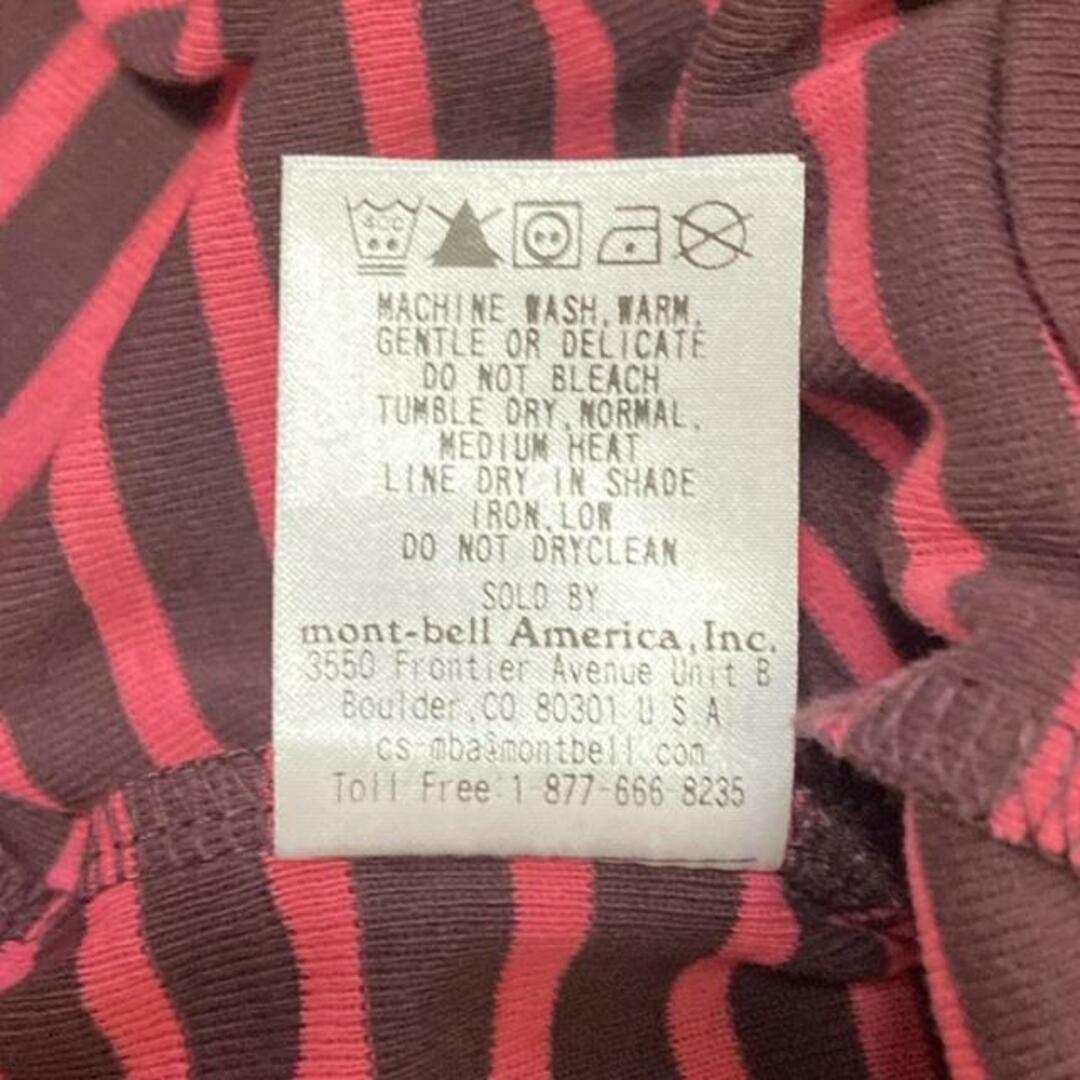 MACHINE WASH,WARM,
GENTLE OR DELICATE
DO NOT BLEACH
TUMBLE DRY,NORMAL,
MEDIUM HEAT
LINE DRY IN SHADE
IRON,LOW
DO NOT DRYCLEAN
SOLD BY
mont-bell America,Inc.
3550 Frontier Avenue Unit B
Boulder,CO 80301 U.S.A.
cs-mba@montbell.com
Toll Free:1-877-666-8235